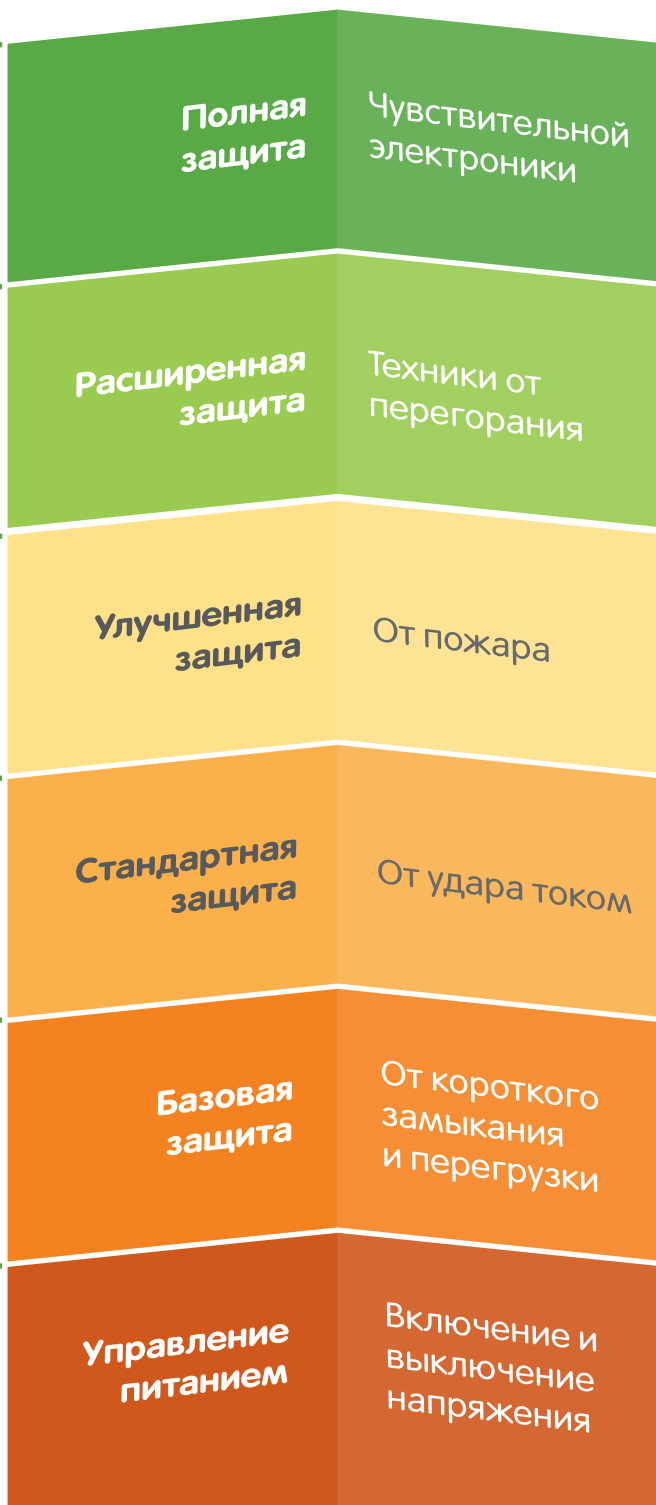 Полная
защита
Чувствительной
электроники
Расширенная
защита
Техники от
перегорания
Улучшенная
защита
От пожара
Стандартная
защита
От удара током
Базовая
защита
От короткого
замыкания
и перегрузки
Управление
питанием
Включение и
выключение
напряжения